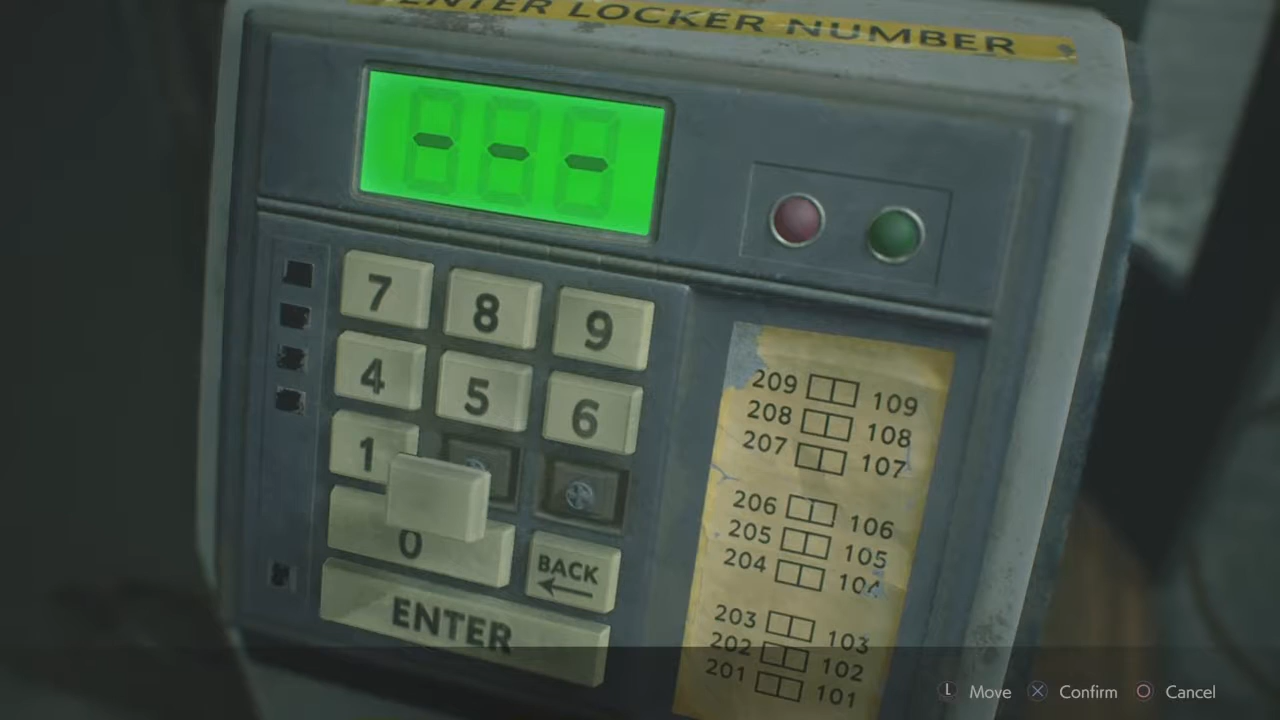 ENTER LOCKER NUMBER
- - -
7 8 9
4 5 6
1
0 BACK
ENTER
209 109
208 108
207 107
206 106
205 105
204 104
203 103
202 102
201 101
L Move Confirm Cancel